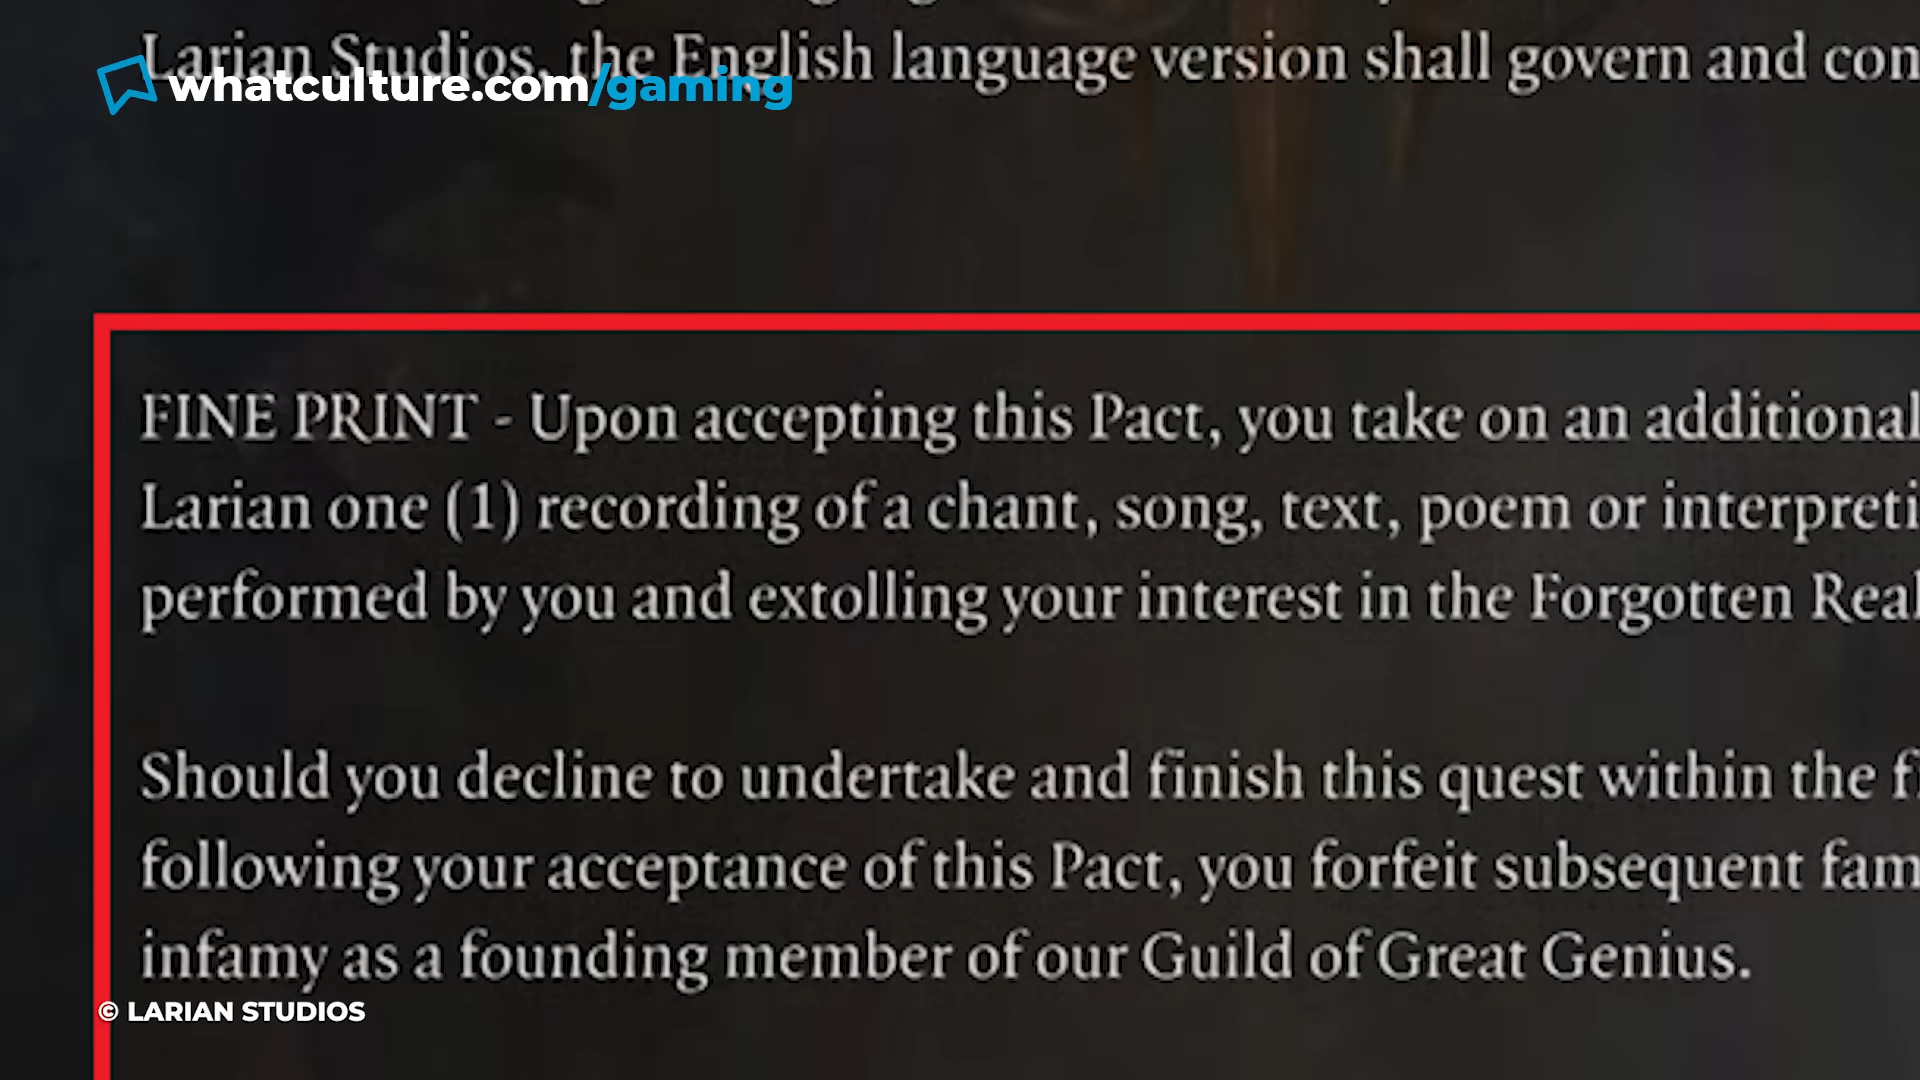 Larian Studios, the English language version shall govern and con
whatculture.com/gaming
FINE PRINT - Upon accepting this Pact, you take on an additional
Larian one (1) recording of a chant, song, text, poem or interpreti
performed by you and extolling your interest in the Forgotten Real
Should you decline to undertake and finish this quest within the fi
following your acceptance of this Pact, you forfeit subsequent fam
infamy as a founding member of our Guild of Great Genius.
© LARIAN STUDIOS